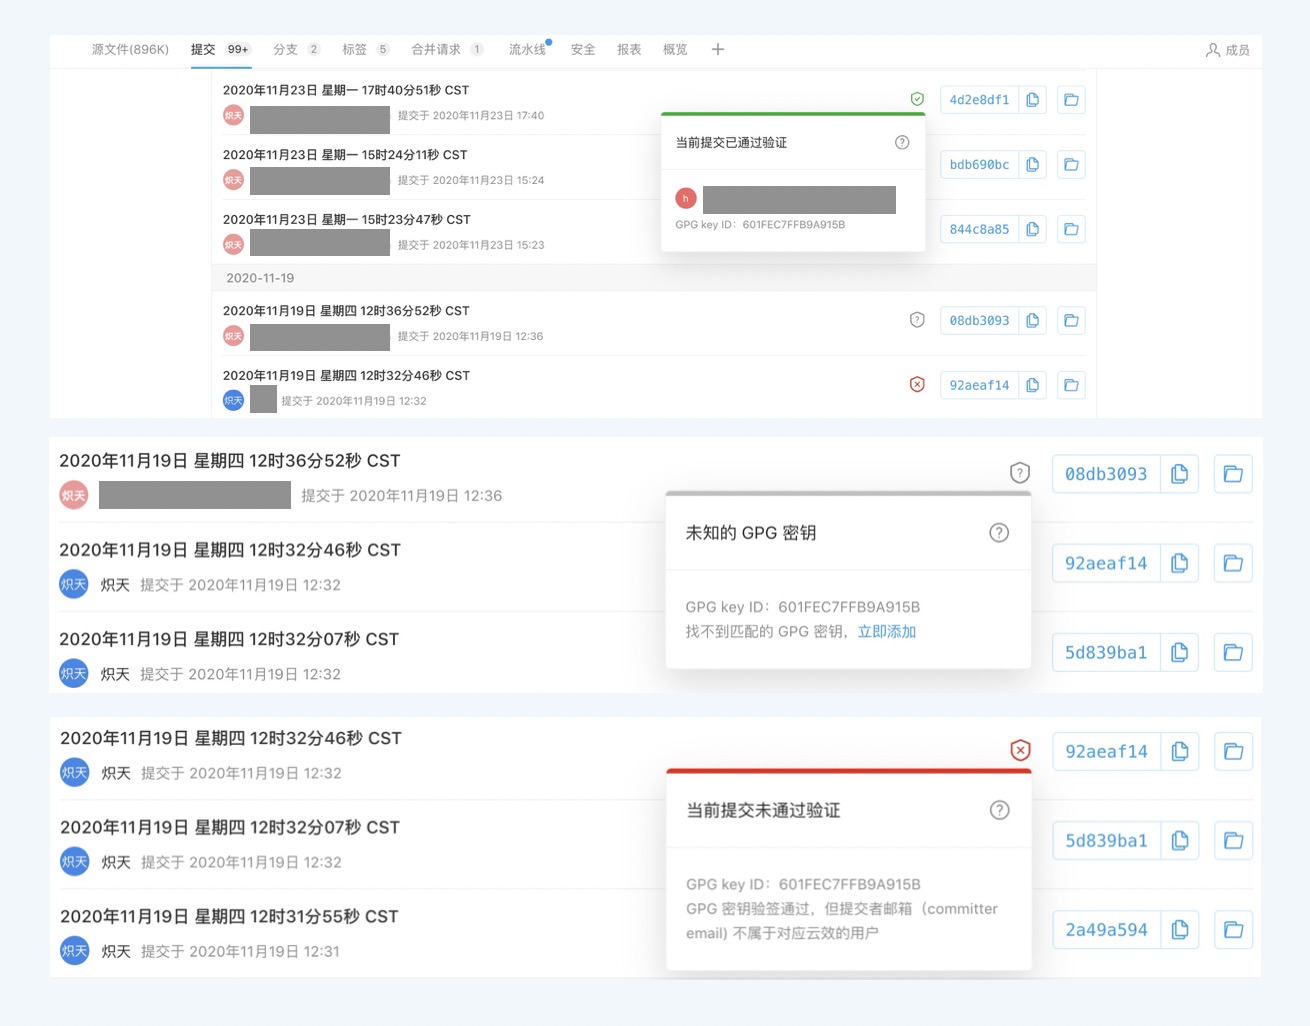 源文件(896K) 提交 99+ 分支 2 标签 5 合并请求 1 流水线 安全 报表 概览 成员
2020年11月23日 星期一 17时40分51秒 CST
炽天 提交于 2020年11月23日 17:40
4d2e8df1
2020年11月23日 星期一 15时24分11秒 CST
炽天 提交于 2020年11月23日 15:24
bdb690bc
2020年11月23日 星期一 15时23分47秒 CST
炽天 提交于 2020年11月23日 15:23
844c8a85
当前提交已通过验证 ?
h
GPG key ID：601FEC7FFB9A915B
2020-11-19
2020年11月19日 星期四 12时36分52秒 CST
炽天 提交于 2020年11月19日 12:36
? 08db3093
2020年11月19日 星期四 12时32分46秒 CST
炽天 提交于 2020年11月19日 12:32
92aeaf14
2020年11月19日 星期四 12时36分52秒 CST
炽天 提交于 2020年11月19日 12:36
? 08db3093
2020年11月19日 星期四 12时32分46秒 CST
炽天 炽天 提交于 2020年11月19日 12:32
92aeaf14
2020年11月19日 星期四 12时32分07秒 CST
炽天 炽天 提交于 2020年11月19日 12:32
5d839ba1
未知的 GPG 密钥 ?
GPG key ID：601FEC7FFB9A915B
找不到匹配的 GPG 密钥，立即添加
2020年11月19日 星期四 12时32分46秒 CST
炽天 炽天 提交于 2020年11月19日 12:32
92aeaf14
2020年11月19日 星期四 12时32分07秒 CST
炽天 炽天 提交于 2020年11月19日 12:32
5d839ba1
2020年11月19日 星期四 12时31分55秒 CST
炽天 炽天 提交于 2020年11月19日 12:31
2a49a594
当前提交未通过验证 ?
GPG key ID：601FEC7FFB9A915B
GPG 密钥验签通过，但提交者邮箱（committer
email) 不属于对应云效的用户